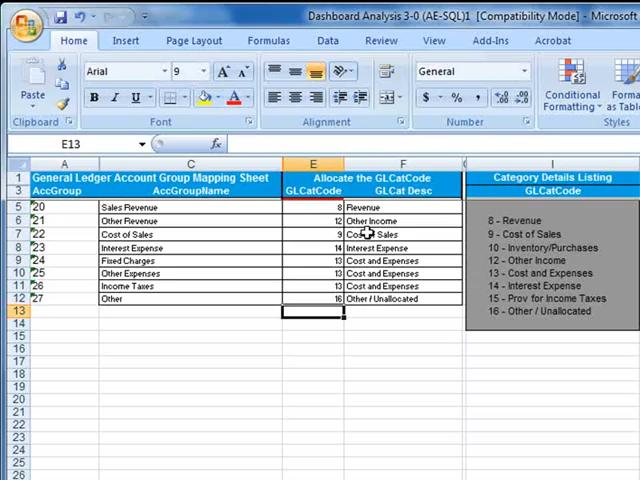 Dashboard Analysis 3-0 (AE-SQL)1 [Compatibility Mode] - Microsoft
Home Insert Page Layout Formulas Data Review View Add-Ins Acrobat
Paste Arial 9 A A General Conditional Formatting Forma
B I U A $ % , .0 .00 .00 .0 as Ta
Clipboard Font Alignment Number
E13 fx
A C E F I
1 General Ledger Account Group Mapping Sheet Allocate the GLCatCode Category Details Listing
3 AccGroup AccGroupName GLCatCode GLCat Desc GLCatCode
5 20 Sales Revenue 8 Revenue
6 21 Other Revenue 12 Other Income 8 - Revenue
7 22 Cost of Sales 9 Cost of Sales 9 - Cost of Sales
8 23 Interest Expense 14 Interest Expense 10 - Inventory/Purchases
9 24 Fixed Charges 13 Cost and Expenses 12 - Other Income
10 25 Other Expenses 13 Cost and Expenses 13 - Cost and Expenses
11 26 Income Taxes 13 Cost and Expenses 14 - Interest Expense
12 27 Other 16 Other / Unallocated 15 - Prov for Income Taxes
13 16 - Other / Unallocated
14
15
16
17
18
19
20
21
22
23
24
25
26